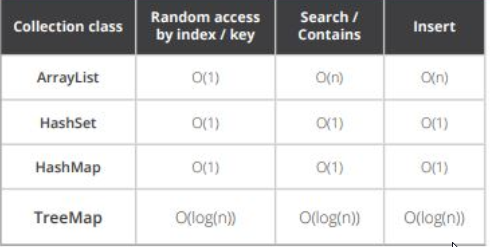 Collection class | Random access by index / key | Search / Contains | Insert
ArrayList | O(1) | O(n) | O(n)
HashSet | O(1) | O(1) | O(1)
HashMap | O(1) | O(1) | O(1)
TreeMap | O(log(n)) | O(log(n)) | O(log(n))